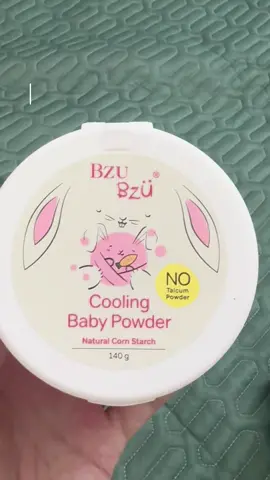 BZU
BZÜ®
NO
Talcum
Powder
Cooling
Baby Powder
Natural Corn Starch
140 g